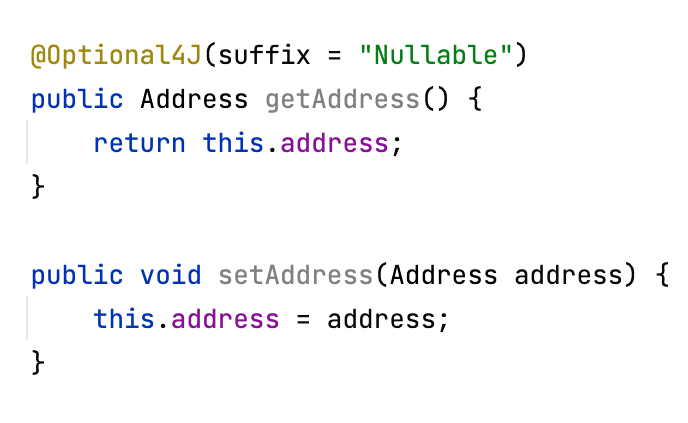 @Optional4J(suffix = "Nullable")
public Address getAddress() {
    return this.address;
}

public void setAddress(Address address) {
    this.address = address;
}